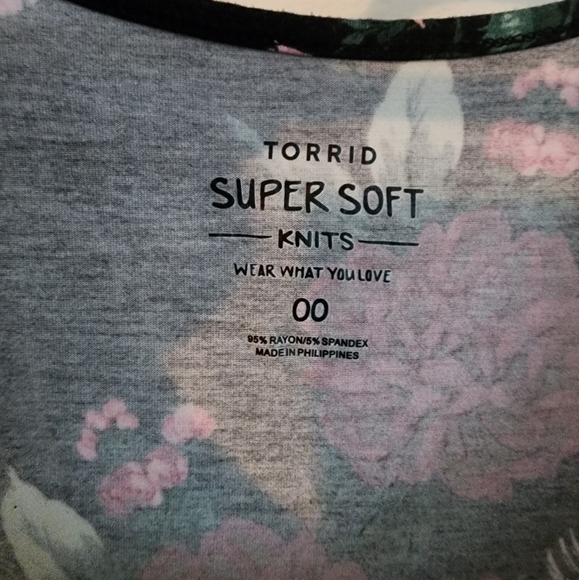 TORRID
SUPER SOFT
KNITS
WEAR WHAT YOU LOVE
00
95% RAYON/5% SPANDEX
MADE IN PHILIPPINES